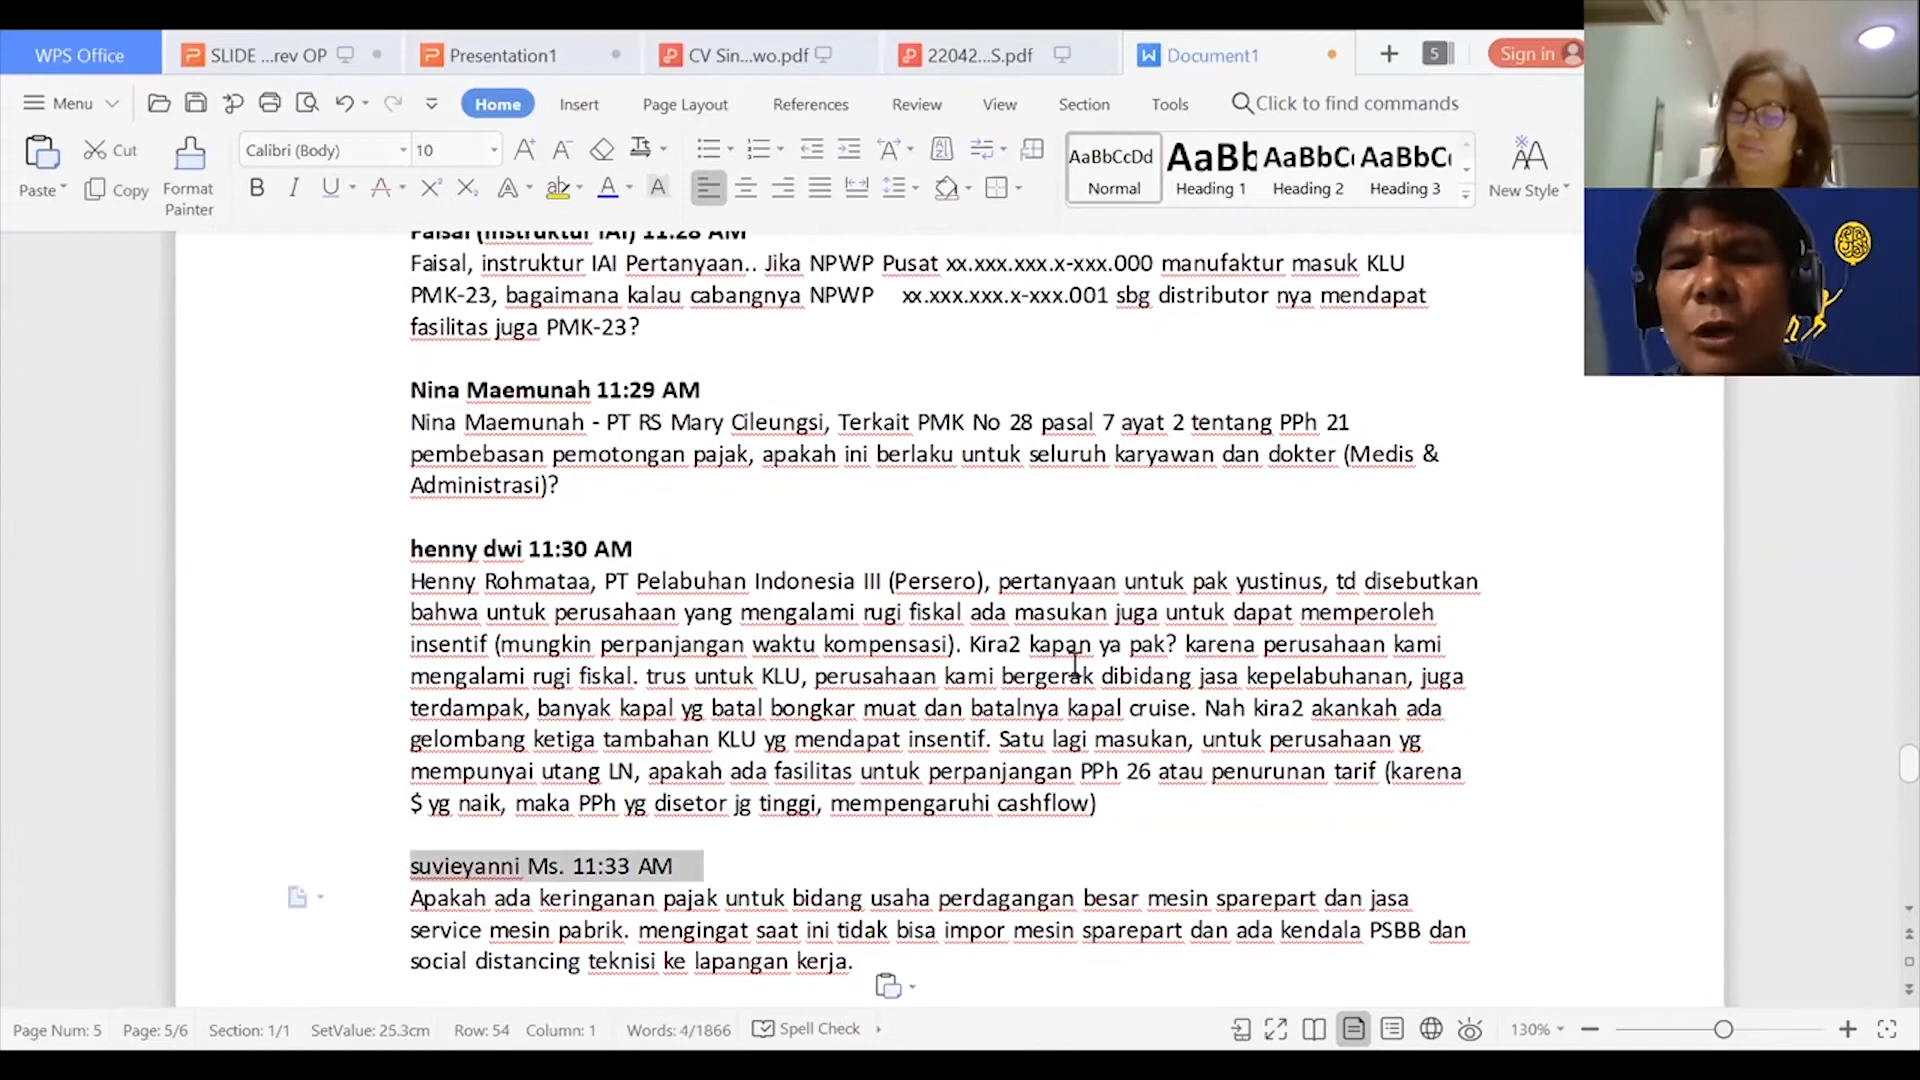 WPS Office
SLIDE ...rev OP
Presentation1
CV Sin...wo.pdf
22042...S.pdf
Document1
5
Sign in
Menu
Home
Insert
Page Layout
References
Review
View
Section
Tools
Click to find commands
Paste
Cut
Copy
Format
Painter
Calibri (Body)
10
AaBbCcDd
Normal
AaBb
Heading 1
AaBbC
Heading 2
AaBbC
Heading 3
New Style
Faisal (instruktur IAI) 11:28 AM
Faisal, instruktur IAI Pertanyaan.. Jika NPWP Pusat xx.xxx.xxx.x-xxx.000 manufaktur masuk KLU
PMK-23, bagaimana kalau cabangnya NPWP xx.xxx.xxx.x-xxx.001 sbg distributor nya mendapat
fasilitas juga PMK-23?
Nina Maemunah 11:29 AM
Nina Maemunah - PT RS Mary Cileungsi, Terkait PMK No 28 pasal 7 ayat 2 tentang PPh 21
pembebasan pemotongan pajak, apakah ini berlaku untuk seluruh karyawan dan dokter (Medis &
Administrasi)?
henny dwi 11:30 AM
Henny Rohmataa, PT Pelabuhan Indonesia III (Persero), pertanyaan untuk pak yustinus, td disebutkan
bahwa untuk perusahaan yang mengalami rugi fiskal ada masukan juga untuk dapat memperoleh
insentif (mungkin perpanjangan waktu kompensasi). Kira2 kapan ya pak? karena perusahaan kami
mengalami rugi fiskal. trus untuk KLU, perusahaan kami bergerak dibidang jasa kepelabuhanan, juga
terdampak, banyak kapal yg batal bongkar muat dan batalnya kapal cruise. Nah kira2 akankah ada
gelombang ketiga tambahan KLU yg mendapat insentif. Satu lagi masukan, untuk perusahaan yg
mempunyai utang LN, apakah ada fasilitas untuk perpanjangan PPh 26 atau penurunan tarif (karena
$ yg naik, maka PPh yg disetor jg tinggi, mempengaruhi cashflow)
suvieyanni Ms. 11:33 AM
Apakah ada keringanan pajak untuk bidang usaha perdagangan besar mesin sparepart dan jasa
service mesin pabrik. mengingat saat ini tidak bisa impor mesin sparepart dan ada kendala PSBB dan
social distancing teknisi ke lapangan kerja.
Page Num: 5
Page: 5/6
Section: 1/1
SetValue: 25.3cm
Row: 54
Column: 1
Words: 4/1866
Spell Check
130%